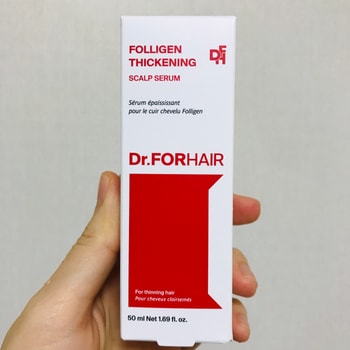 FOLLIGEN
THICKENING
SCALP SERUM
DFH
Sérum épaississant
pour le cuir chevelu Folligen
Dr.FORHAIR
For thinning hair
Pour cheveux clairsemés
50 ml Net 1.69 fl. oz.